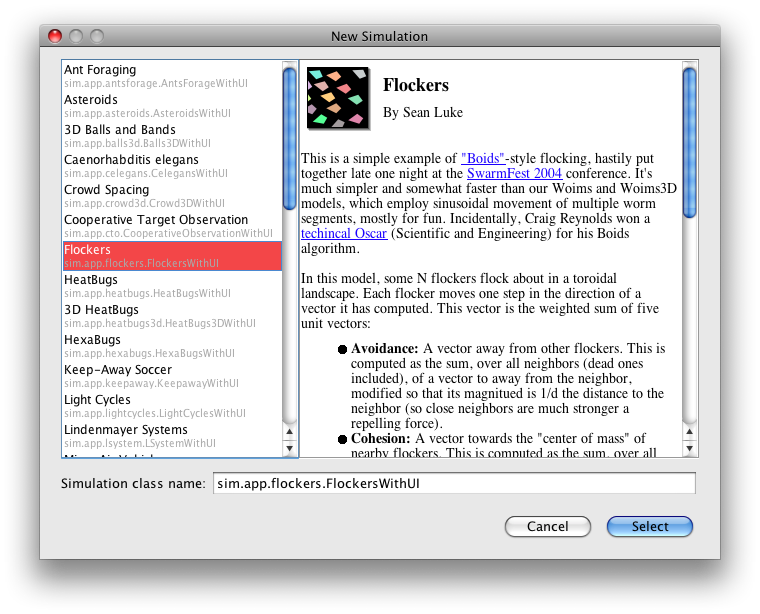 New Simulation
Ant Foraging
sim.app.antsforage.AntsForageWithUI
Asteroids
sim.app.asteroids.AsteroidsWithUI
3D Balls and Bands
sim.app.balls3d.Balls3DWithUI
Caenorhabditis elegans
sim.app.celegans.CelegansWithUI
Crowd Spacing
sim.app.crowd3d.Crowd3DWithUI
Cooperative Target Observation
sim.app.cto.CooperativeObservationWithUI
Flockers
sim.app.flockers.FlockersWithUI
HeatBugs
sim.app.heatbugs.HeatBugsWithUI
3D HeatBugs
sim.app.heatbugs3d.HeatBugs3DWithUI
HexaBugs
sim.app.hexabugs.HexaBugsWithUI
Keep-Away Soccer
sim.app.keepaway.KeepawayWithUI
Light Cycles
sim.app.lightcycles.LightCyclesWithUI
Lindenmayer Systems
sim.app.lsystem.LSystemWithUI
Flockers
By Sean Luke
This is a simple example of "Boids"-style flocking, hastily put
together late one night at the SwarmFest 2004 conference. It's
much simpler and somewhat faster than our Woims and Woims3D
models, which employ sinusoidal movement of multiple worm
segments, mostly for fun. Incidentally, Craig Reynolds won a
techincal Oscar (Scientific and Engineering) for his Boids
algorithm.
In this model, some N flockers flock about in a toroidal
landscape. Each flocker moves one step in the direction of a
vector it has computed. This vector is the weighted sum of five
unit vectors:
Avoidance: A vector away from other flockers. This is
computed as the sum, over all neighbors (dead ones
included), of a vector to away from the neighbor,
modified so that its magnitued is 1/d the distance to the
neighbor (so close neighbors are much stronger a
repelling force).
Cohesion: A vector towards the "center of mass" of
nearby flockers. This is computed as the sum, over all
Simulation class name: sim.app.flockers.FlockersWithUI
Cancel
Select